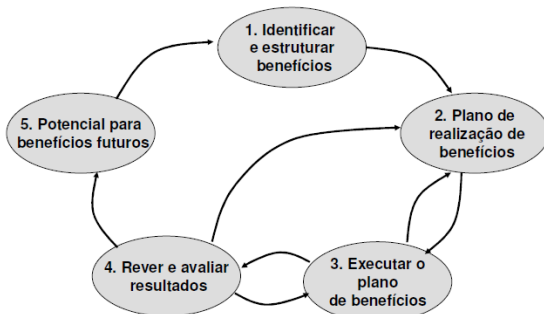 1. Identificar
e estruturar
benefícios
2. Plano de
realização de
benefícios
3. Executar o
plano
de benefícios
4. Rever e avaliar
resultados
5. Potencial para
benefícios futuros